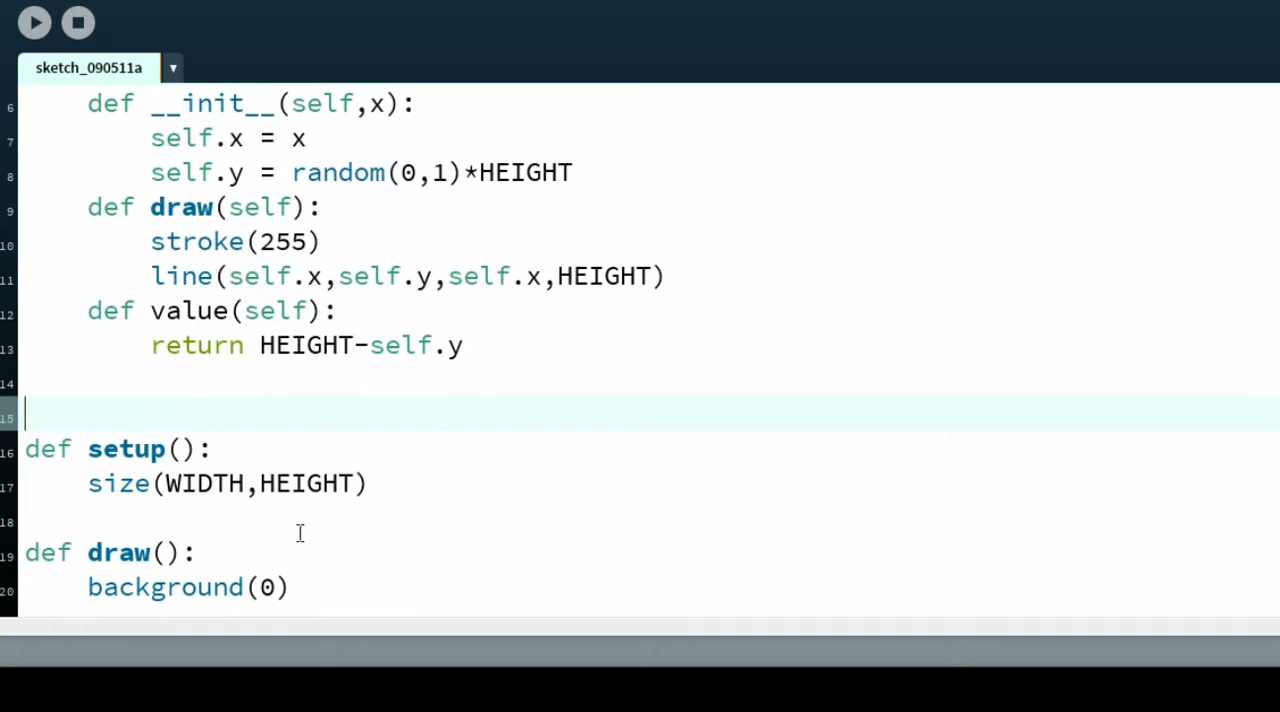 sketch_090511a
6 def __init__(self,x):
7 self.x = x
8 self.y = random(0,1)*HEIGHT
9 def draw(self):
10 stroke(255)
11 line(self.x,self.y,self.x,HEIGHT)
12 def value(self):
13 return HEIGHT-self.y
14
15
16 def setup():
17 size(WIDTH,HEIGHT)
18
19 def draw():
20 background(0)